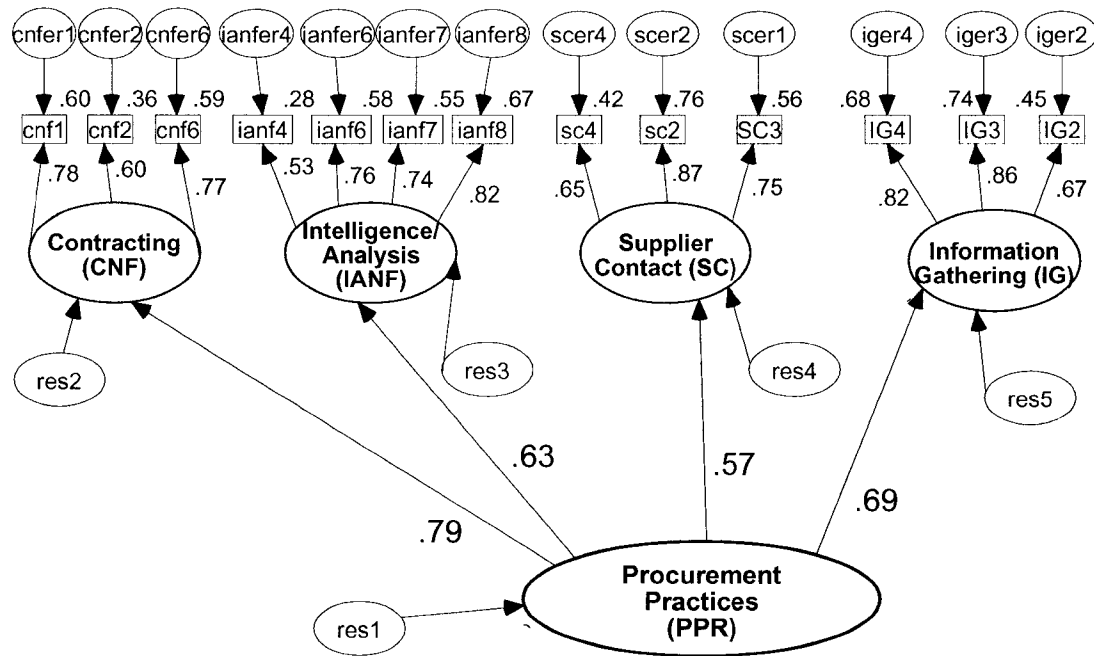 cnfer1 cnfer2 cnfer6 ianfer4 ianfer6 ianfer7 ianfer8 scer4 scer2 scer1 iger4 iger3 iger2
.60 .36 .59 .28 .58 .55 .67 .42 .76 .56 .68 .74 .45
cnf1 cnf2 cnf6 ianf4 ianf6 ianf7 ianf8 sc4 sc2 SC3 IG4 IG3 IG2
.78 .60 .77 .53 .76 .74 .82 .65 .87 .75 .82 .86 .67
Contracting
(CNF)
Intelligence/
Analysis
(IANF)
Supplier
Contact (SC)
Information
Gathering (IG)
res2 res3 res4 res5
.79 .63 .57 .69
Procurement
Practices
(PPR)
res1